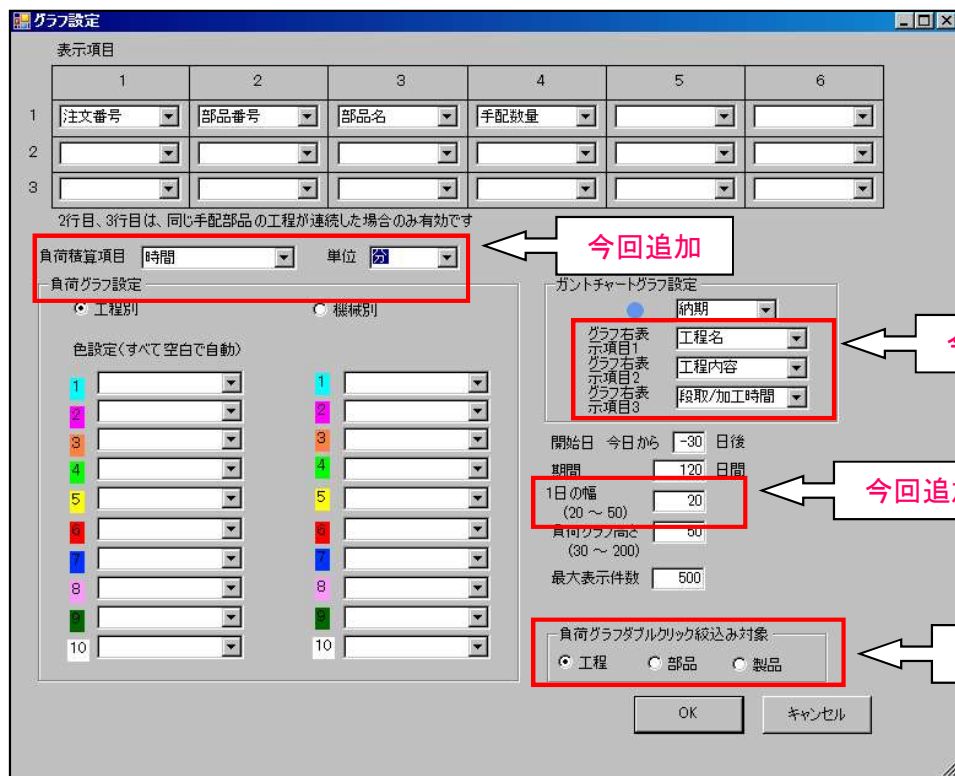 グラフ設定
表示項目
1 2 3 4 5 6
1 注文番号 部品番号 部品名 手配数量
2
3
2行目、3行目は、同じ手配部品の工程が連続した場合のみ有効です
今回追加
負荷積算項目 時間 単位 分
負荷グラフ設定
工程別 機械別
色設定(すべて空白で自動)
1 1
2 2
3 3
4 4
5 5
6 6
7 7
8 8
9 9
10 10
ガントチャートグラフ設定
納期
グラフ右表示項目1 工程名
グラフ右表示項目2 工程内容
グラフ右表示項目3 段取/加工時間
今
開始日 今日から -30 日後
期間 120 日間
1日の幅 20
(20 ～ 50)
今回追加
負荷グラフ高さ 50
(30 ～ 200)
最大表示件数 500
負荷グラフダブルクリック絞込み対象
工程 部品 製品
OK キャンセル